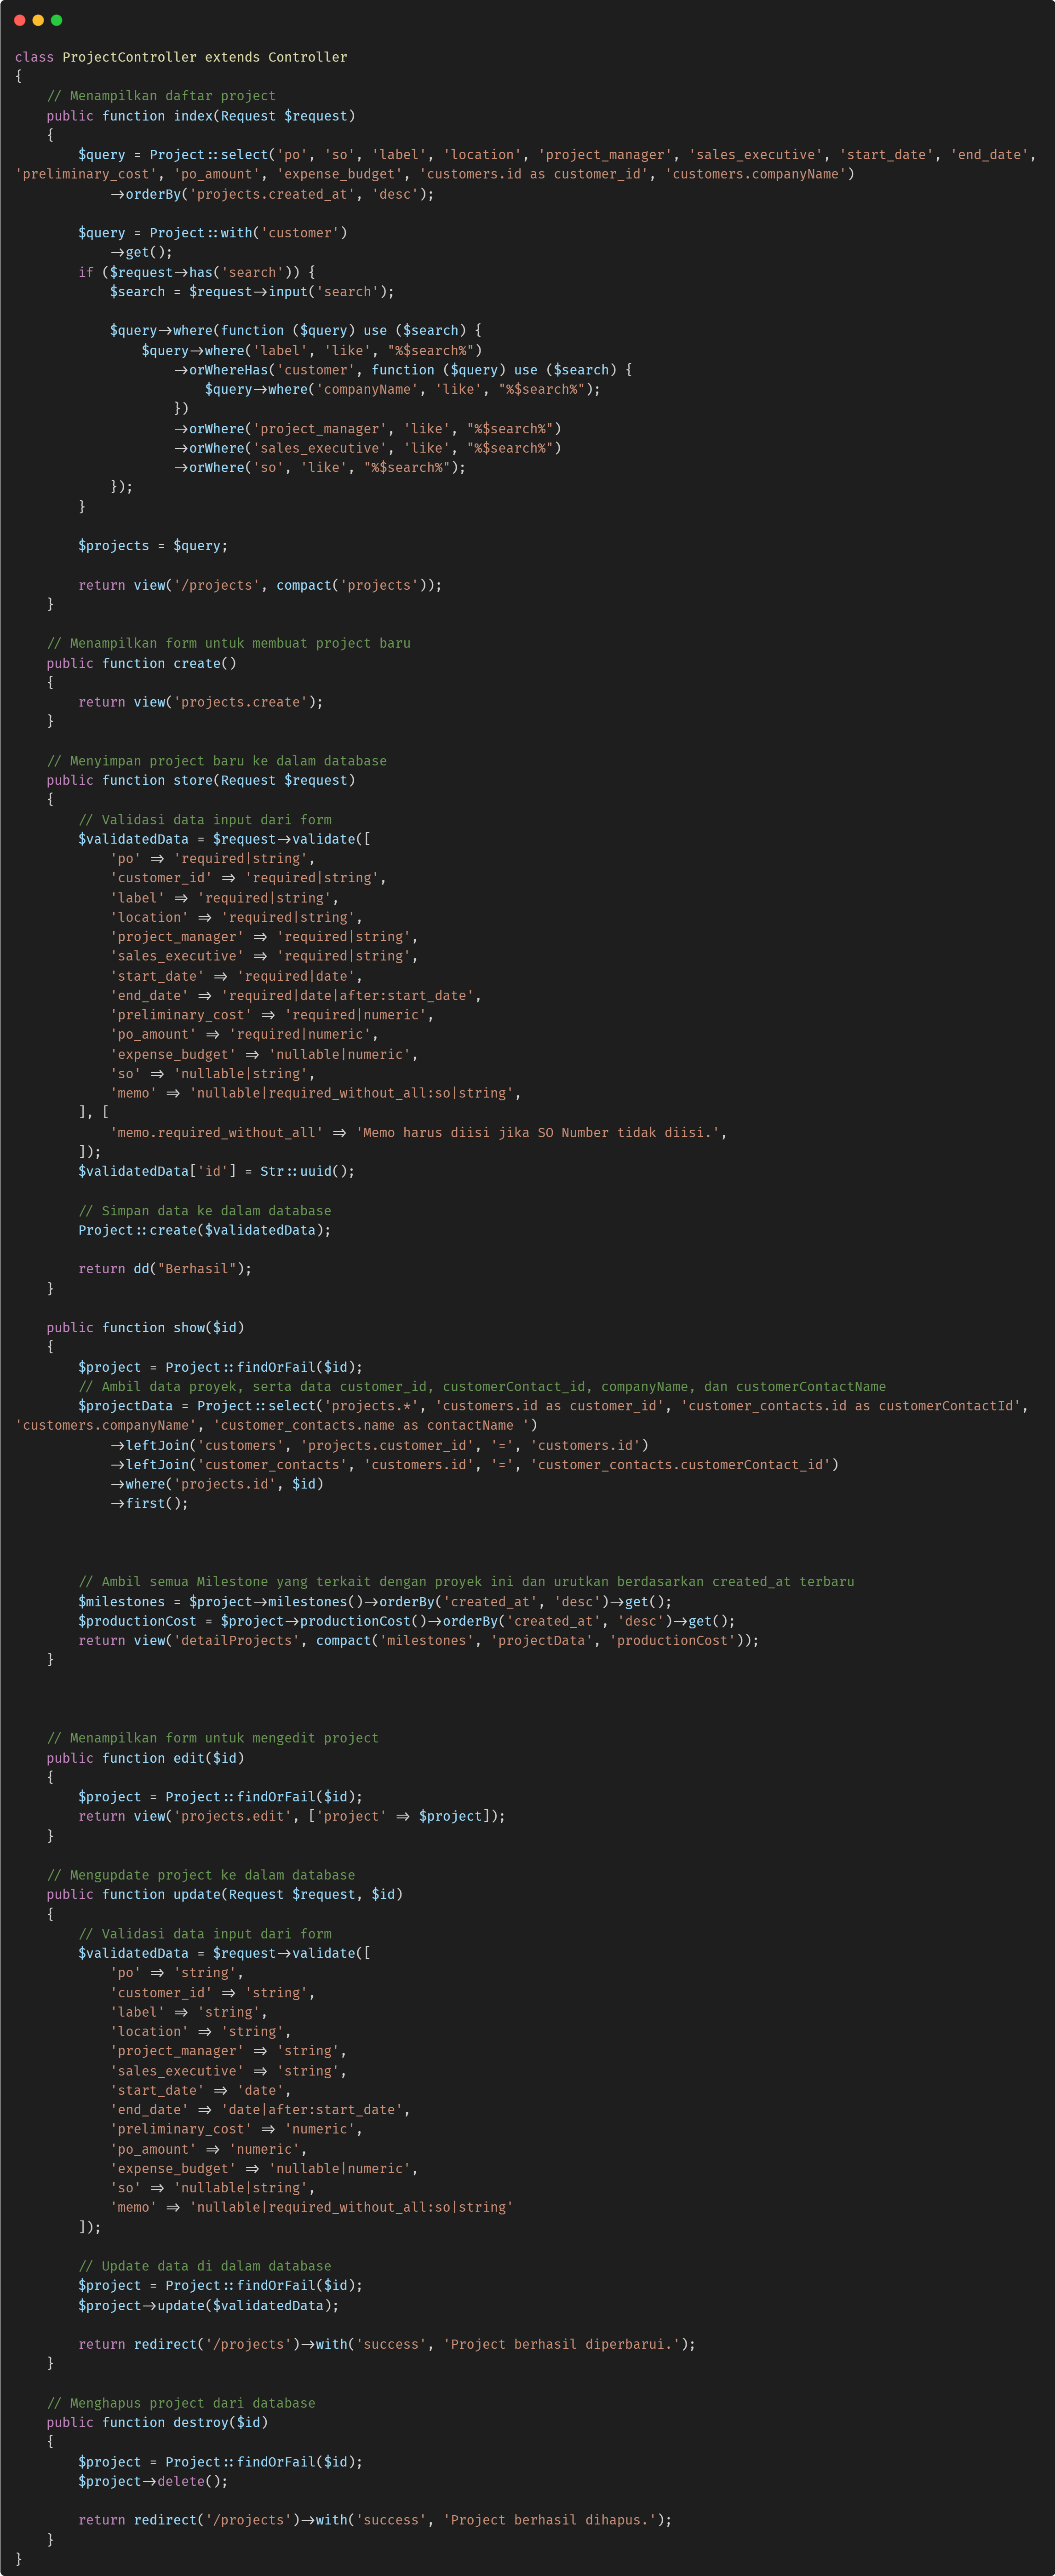 class ProjectController extends Controller
{
    // Menampilkan daftar project
    public function index(Request $request)
    {
        $query = Project::select('po', 'so', 'label', 'location', 'project_manager', 'sales_executive', 'start_date', 'end_date',
'preliminary_cost', 'po_amount', 'expense_budget', 'customers.id as customer_id', 'customers.companyName')
            ->orderBy('projects.created_at', 'desc');

        $query = Project::with('customer')
            ->get();
        if ($request->has('search')) {
            $search = $request->input('search');

            $query->where(function ($query) use ($search) {
                $query->where('label', 'like', "%$search%")
                    ->orWhereHas('customer', function ($query) use ($search) {
                        $query->where('companyName', 'like', "%$search%");
                    })
                    ->orWhere('project_manager', 'like', "%$search%")
                    ->orWhere('sales_executive', 'like', "%$search%")
                    ->orWhere('so', 'like', "%$search%");
            });
        }

        $projects = $query;

        return view('/projects', compact('projects'));
    }

    // Menampilkan form untuk membuat project baru
    public function create()
    {
        return view('projects.create');
    }

    // Menyimpan project baru ke dalam database
    public function store(Request $request)
    {
        // Validasi data input dari form
        $validatedData = $request->validate([
            'po' => 'required|string',
            'customer_id' => 'required|string',
            'label' => 'required|string',
            'location' => 'required|string',
            'project_manager' => 'required|string',
            'sales_executive' => 'required|string',
            'start_date' => 'required|date',
            'end_date' => 'required|date|after:start_date',
            'preliminary_cost' => 'required|numeric',
            'po_amount' => 'required|numeric',
            'expense_budget' => 'nullable|numeric',
            'so' => 'nullable|string',
            'memo' => 'nullable|required_without_all:so|string',
        ], [
            'memo.required_without_all' => 'Memo harus diisi jika SO Number tidak diisi.',
        ]);
        $validatedData['id'] = Str::uuid();

        // Simpan data ke dalam database
        Project::create($validatedData);

        return dd("Berhasil");
    }

    public function show($id)
    {
        $project = Project::findOrFail($id);
        // Ambil data proyek, serta data customer_id, customerContact_id, companyName, dan customerContactName
        $projectData = Project::select('projects.*', 'customers.id as customer_id', 'customer_contacts.id as customerContactId',
 'customers.companyName', 'customer_contacts.name as contactName ')
            ->leftJoin('customers', 'projects.customer_id', '=', 'customers.id')
            ->leftJoin('customer_contacts', 'customers.id', '=', 'customer_contacts.customerContact_id')
            ->where('projects.id', $id)
            ->first();

        // Ambil semua Milestone yang terkait dengan proyek ini dan urutkan berdasarkan created_at terbaru
        $milestones = $project->milestones()->orderBy('created_at', 'desc')->get();
        $productionCost = $project->productionCost()->orderBy('created_at', 'desc')->get();
        return view('detailProjects', compact('milestones', 'projectData', 'productionCost'));
    }

    // Menampilkan form untuk mengedit project
    public function edit($id)
    {
        $project = Project::findOrFail($id);
        return view('projects.edit', ['project' => $project]);
    }

    // Mengupdate project ke dalam database
    public function update(Request $request, $id)
    {
        // Validasi data input dari form
        $validatedData = $request->validate([
            'po' => 'string',
            'customer_id' => 'string',
            'label' => 'string',
            'location' => 'string',
            'project_manager' => 'string',
            'sales_executive' => 'string',
            'start_date' => 'date',
            'end_date' => 'date|after:start_date',
            'preliminary_cost' => 'numeric',
            'po_amount' => 'numeric',
            'expense_budget' => 'nullable|numeric',
            'so' => 'nullable|string',
            'memo' => 'nullable|required_without_all:so|string'
        ]);

        // Update data di dalam database
        $project = Project::findOrFail($id);
        $project->update($validatedData);

        return redirect('/projects')->with('success', 'Project berhasil diperbarui.');
    }

    // Menghapus project dari database
    public function destroy($id)
    {
        $project = Project::findOrFail($id);
        $project->delete();

        return redirect('/projects')->with('success', 'Project berhasil dihapus.');
    }
}